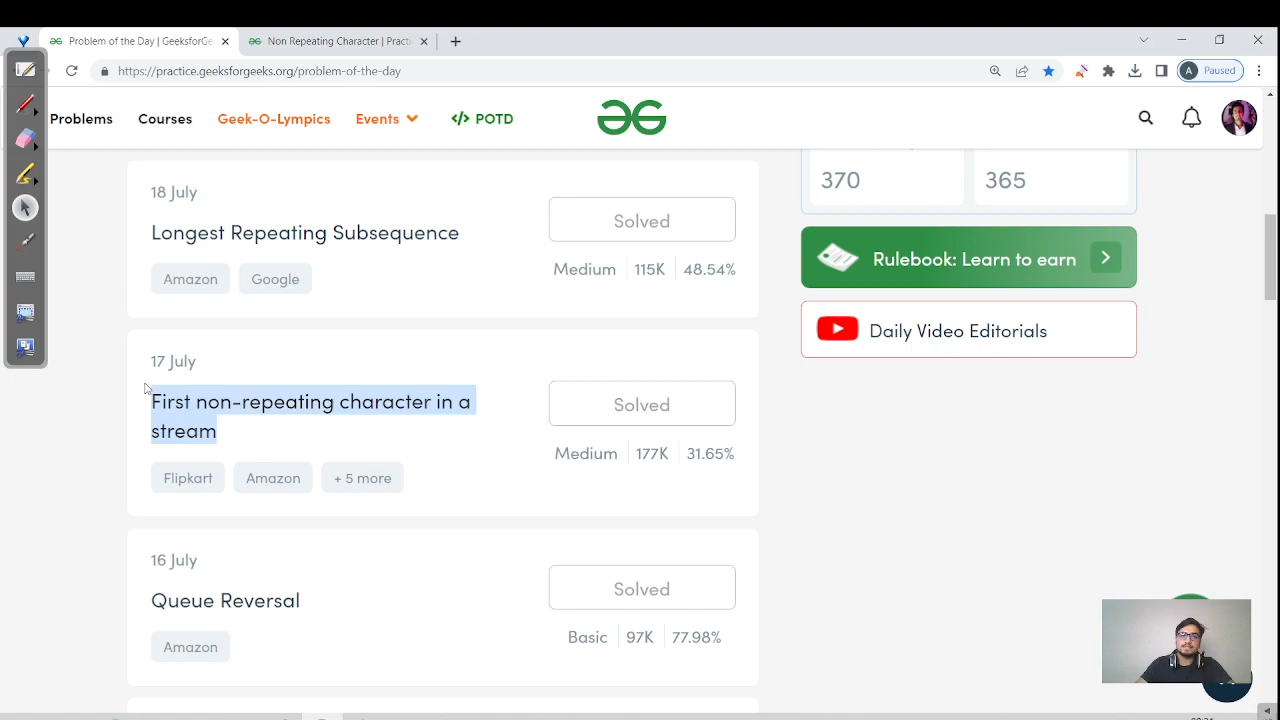 Problem of the Day | GeeksforGe
Non Repeating Character | Practi
https://practice.geeksforgeeks.org/problem-of-the-day
A Paused
Problems
Courses
Geek-O-Lympics
Events
</> POTD
18 July
Longest Repeating Subsequence
Amazon
Google
Solved
Medium
115K
48.54%
370
365
Rulebook: Learn to earn
Daily Video Editorials
17 July
First non-repeating character in a
stream
Flipkart
Amazon
+ 5 more
Solved
Medium
177K
31.65%
16 July
Queue Reversal
Amazon
Solved
Basic
97K
77.98%